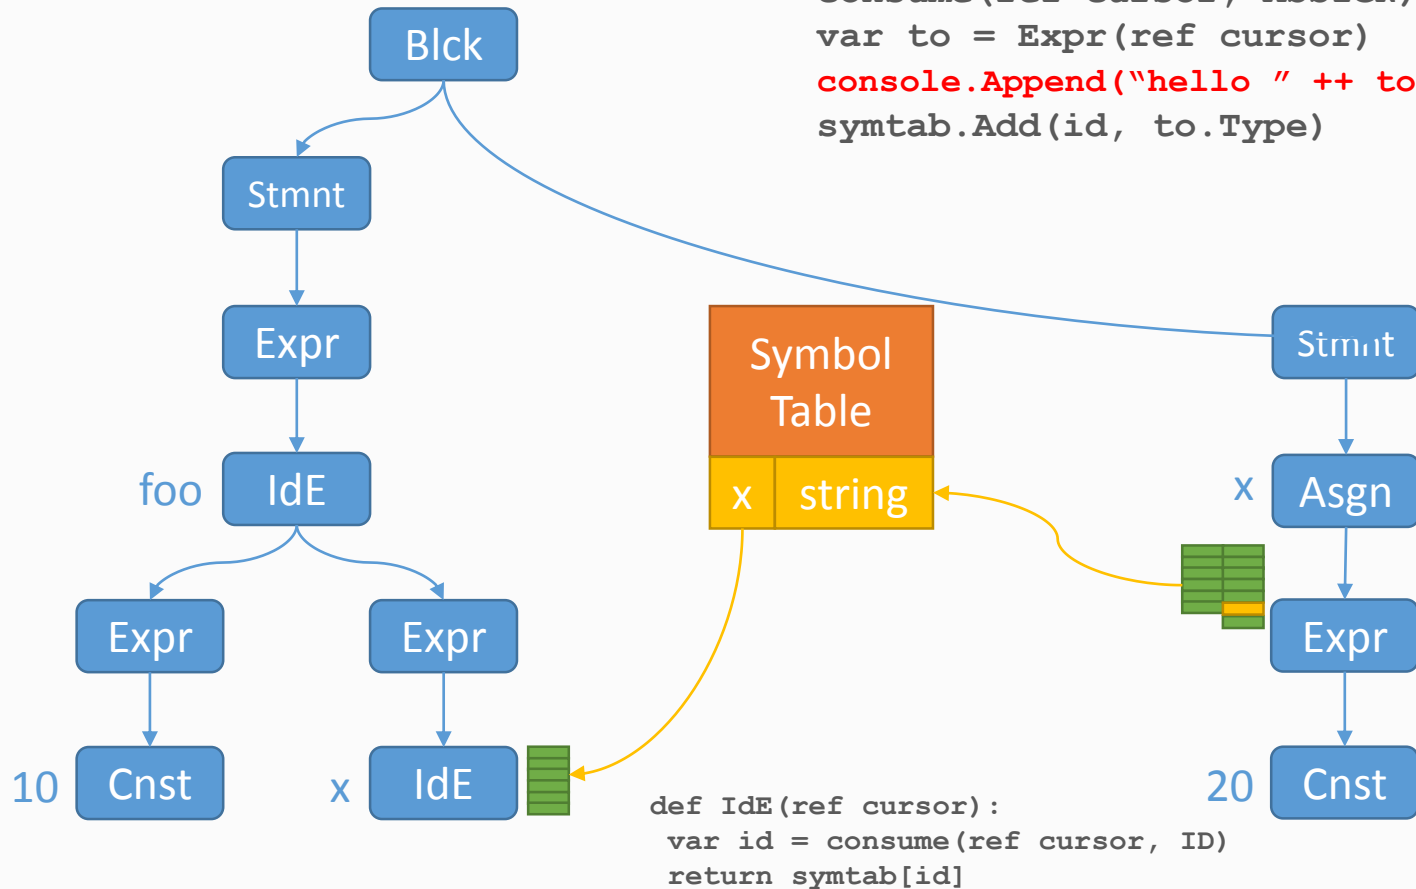 var to = Expr(ref cursor)
console.Append(“hello ” ++ to
symtab.Add(id, to.Type)
Blck
Stmnt
Expr
foo
IdE
Expr
Expr
10
Cnst
x
IdE
Symbol
Table
x
string
Stmnt
x
Asgn
Expr
20
Cnst
def IdE(ref cursor):
var id = consume(ref cursor, ID)
return symtab[id]